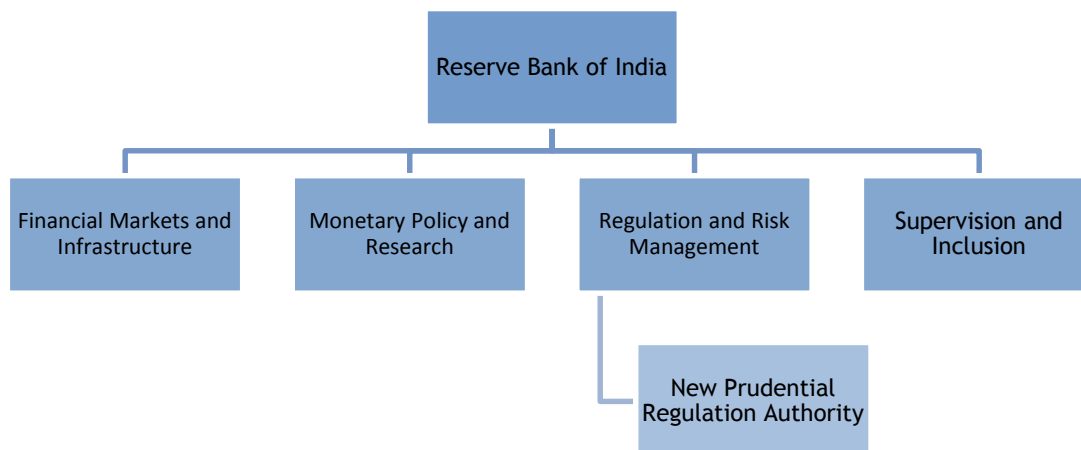 Reserve Bank of India
Financial Markets and
Infrastructure
Monetary Policy and
Research
Regulation and Risk
Management
Supervision and
Inclusion
New Prudential
Regulation Authority